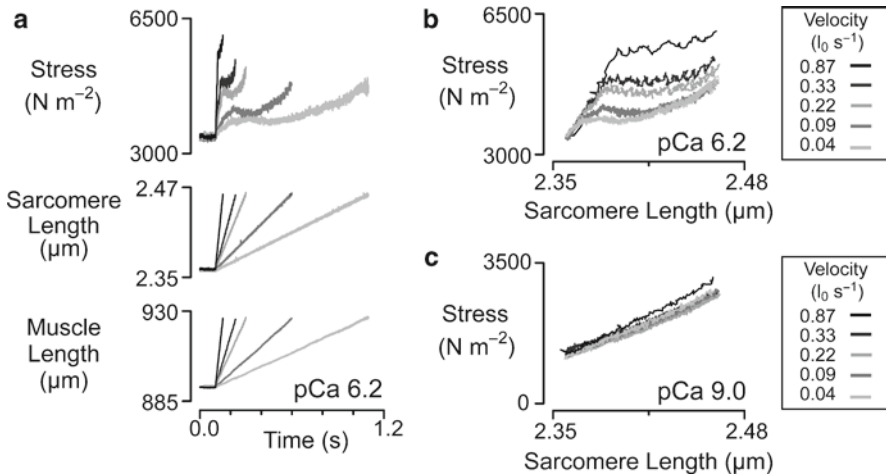 a
6500
Stress
(N m⁻²)
3000
2.47
Sarcomere
Length
(µm)
2.35
930
Muscle
Length
(µm)
885
pCa 6.2
0.0
1.2
Time (s)
b
6500
Stress
(N m⁻²)
3000
pCa 6.2
2.35
2.48
Sarcomere Length (µm)
Velocity
(l₀ s⁻¹)
0.87
0.33
0.22
0.09
0.04
c
3500
Stress
(N m⁻²)
0
pCa 9.0
2.35
2.48
Sarcomere Length (µm)
Velocity
(l₀ s⁻¹)
0.87
0.33
0.22
0.09
0.04